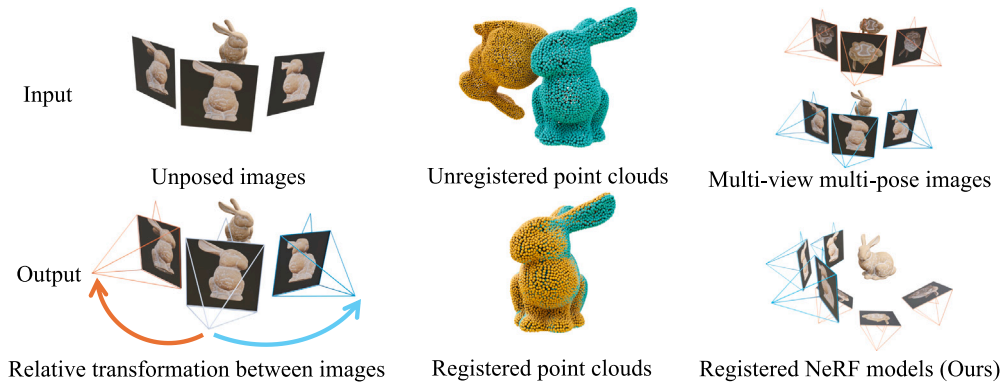 Input
Unposed images
Unregistered point clouds
Multi-view multi-pose images
Output
Relative transformation between images
Registered point clouds
Registered NeRF models (Ours)